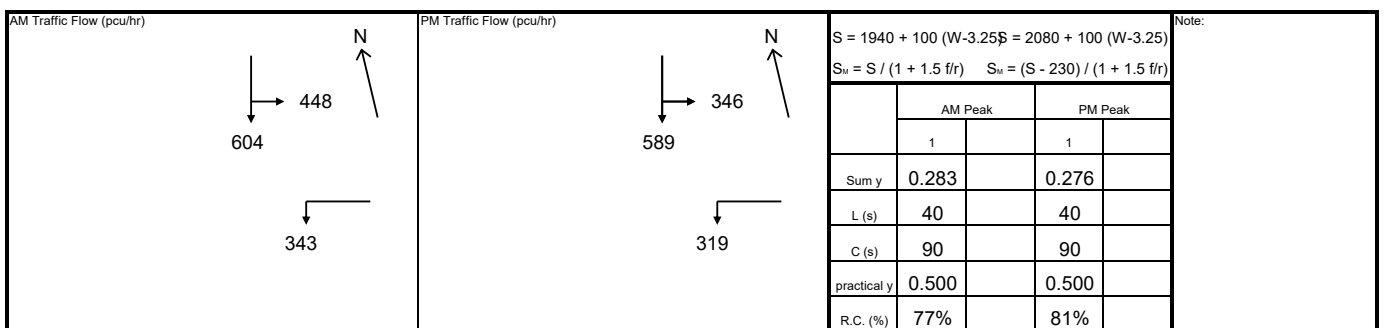 AM Traffic Flow (pcu/hr)
N
448
604
343
PM Traffic Flow (pcu/hr)
N
346
589
319
S = 1940 + 100 (W-3.25) S = 2080 + 100 (W-3.25)
SM = S / (1 + 1.5 f/r) SM = (S - 230) / (1 + 1.5 f/r)
AM Peak PM Peak
1 1
Sum y 0.283 0.276
L (s) 40 40
C (s) 90 90
practical y 0.500 0.500
R.C. (%) 77% 81%
Note: